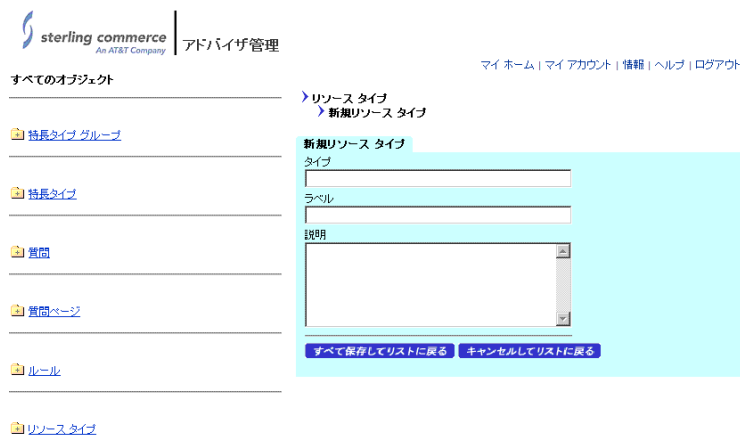 sterling commerce
An AT&T Company
アドバイザ管理
マイ ホーム | マイ アカウント | 情報 | ヘルプ | ログアウト
すべてのオブジェクト
特長タイプ グループ
特長タイプ
質問
質問ページ
ルール
リソース タイプ
リソース タイプ
新規リソース タイプ
新規リソース タイプ
タイプ
ラベル
説明
すべて保存してリストに戻る
キャンセルしてリストに戻る